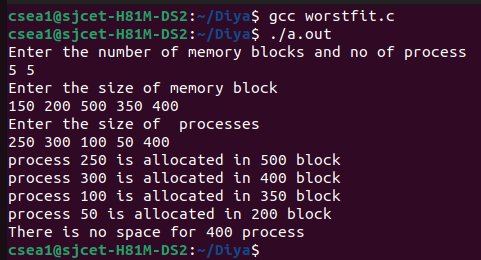 csea1@sjcet-H81M-DS2:~/Diya$ gcc worstfit.c
csea1@sjcet-H81M-DS2:~/Diya$ ./a.out
Enter the number of memory blocks and no of process
5 5
Enter the size of memory block
150 200 500 350 400
Enter the size of  processes
250 300 100 50 400
process 250 is allocated in 500 block
process 300 is allocated in 400 block
process 100 is allocated in 350 block
process 50 is allocated in 200 block
There is no space for 400 process
csea1@sjcet-H81M-DS2:~/Diya$